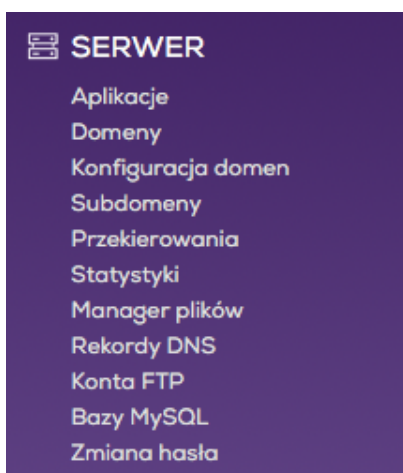 SERWER
Aplikacje
Domeny
Konfiguracja domen
Subdomeny
Przekierowania
Statystyki
Manager plików
Rekordy DNS
Konta FTP
Bazy MySQL
Zmiana hasła